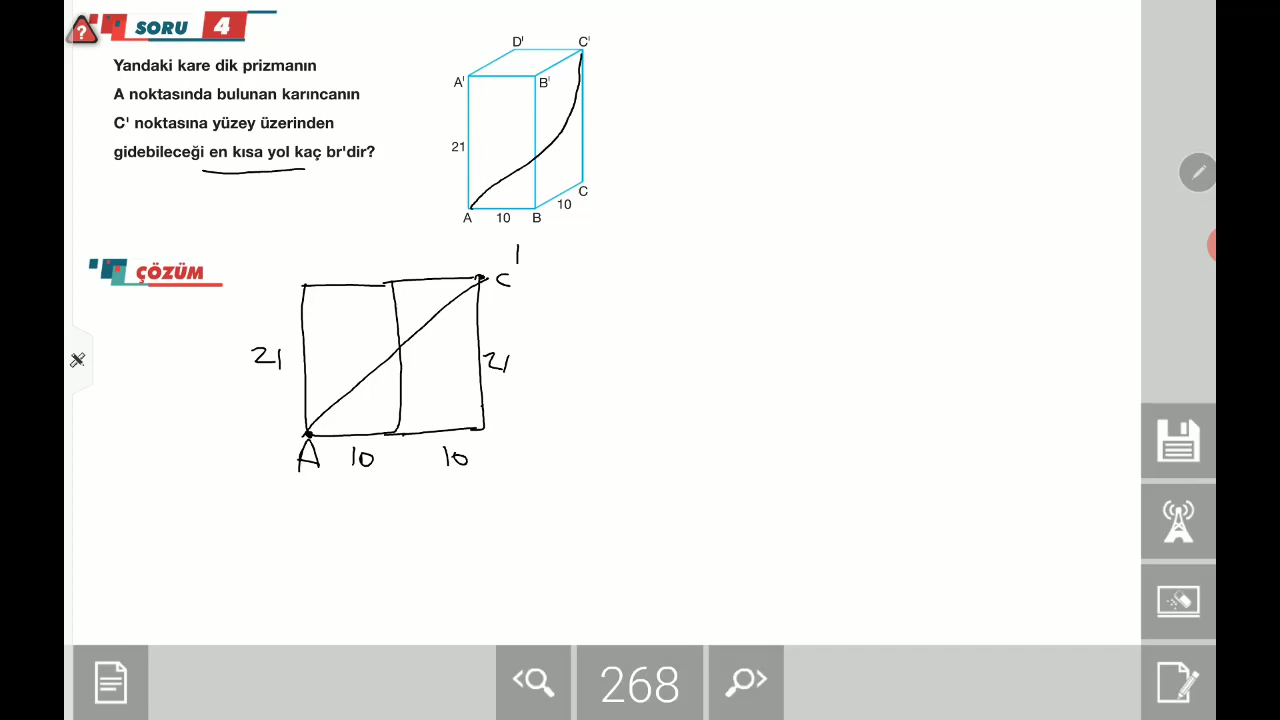 SORU 4
Yandaki kare dik prizmanın
A noktasında bulunan karıncanın
C' noktasına yüzey üzerinden
gidebileceği en kısa yol kaç br'dir?
D' C'
A' B'
21
C
10
A 10 B
ÇÖZÜM
C'
21 21
A 10 10
268